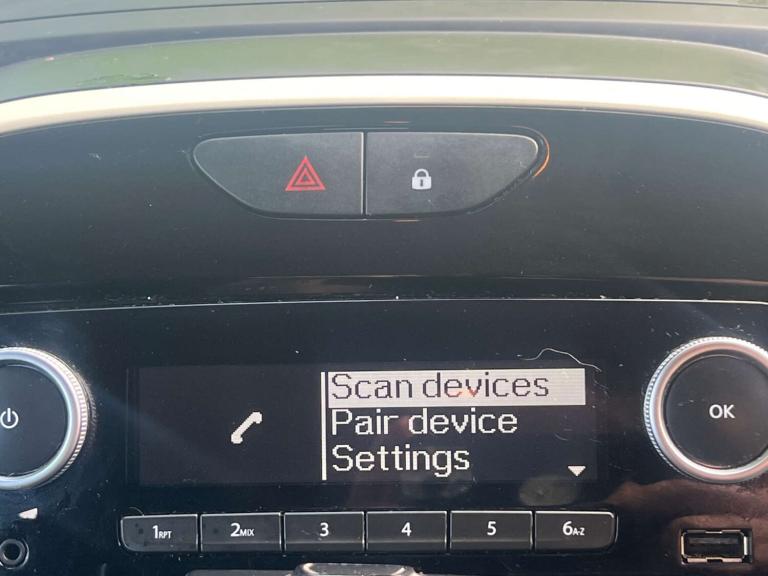 Scan devices
Pair device
Settings
OK
1RPT
2MIX
3
4
5
6A-Z